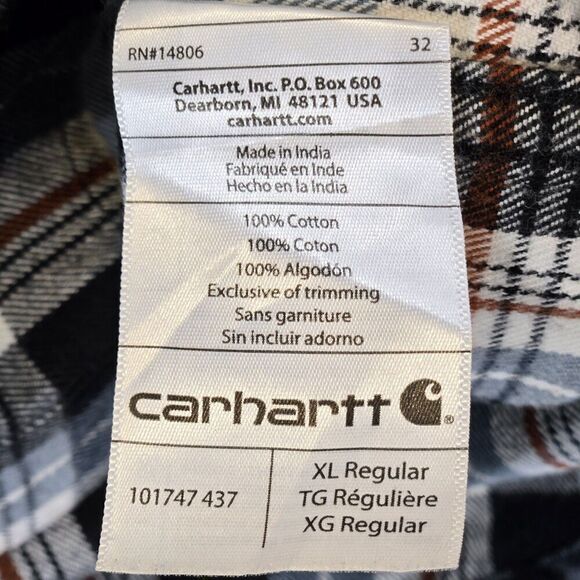 RN#14806 32
Carhartt, Inc. P.O. Box 600
Dearborn, MI 48121 USA
carhartt.com
Made in India
Fabriqué en Inde
Hecho en la India
100% Cotton
100% Coton
100% Algodón
Exclusive of trimming
Sans garniture
Sin incluir adorno
carhartt
101747 437
XL Regular
TG Régulière
XG Regular